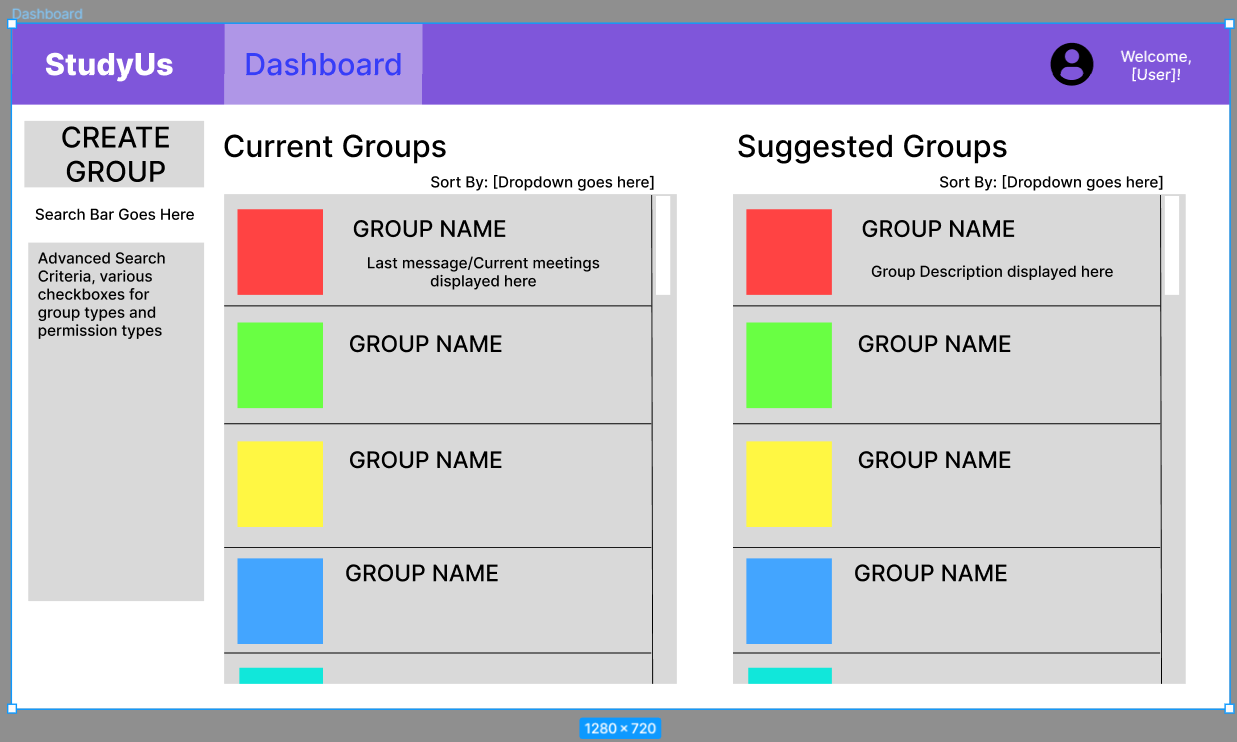 Dashboard
StudyUs
Dashboard
Welcome,
[User]!
CREATE
GROUP
Search Bar Goes Here
Advanced Search
Criteria, various
checkboxes for
group types and
permission types
Current Groups
Sort By: [Dropdown goes here]
GROUP NAME
Last message/Current meetings
displayed here
GROUP NAME
GROUP NAME
GROUP NAME
Suggested Groups
Sort By: [Dropdown goes here]
GROUP NAME
Group Description displayed here
GROUP NAME
GROUP NAME
GROUP NAME
1280 × 720